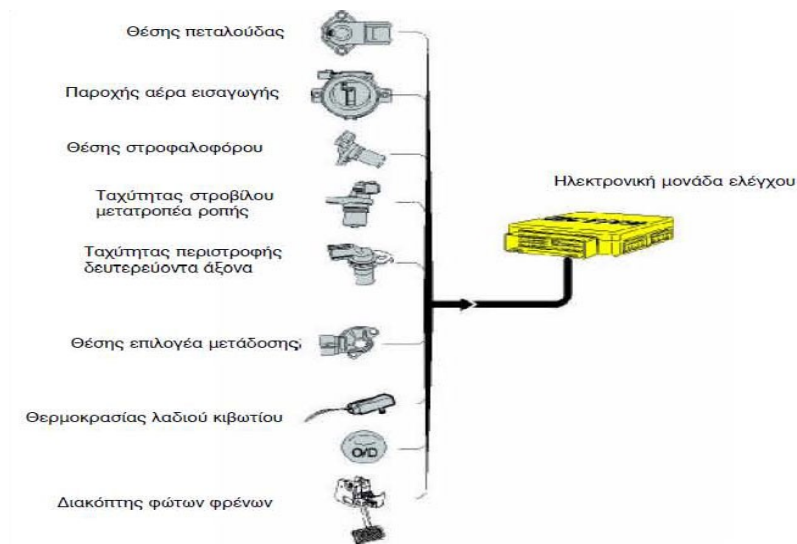 Θέσης πεταλούδας
Παροχής αέρα εισαγωγής
Θέσης στροφαλοφόρου
Ηλεκτρονική μονάδα ελέγχου
Ταχύτητας στροβίλου
μετατροπέα ροπής
Ταχύτητας περιστροφής
δευτερεύοντα άξονα
Θέσης επιλογέα μετάδοσης;
Θερμοκρασίας λαδιού κιβωτίου
O/D
Διακόπτης φώτων φρένων